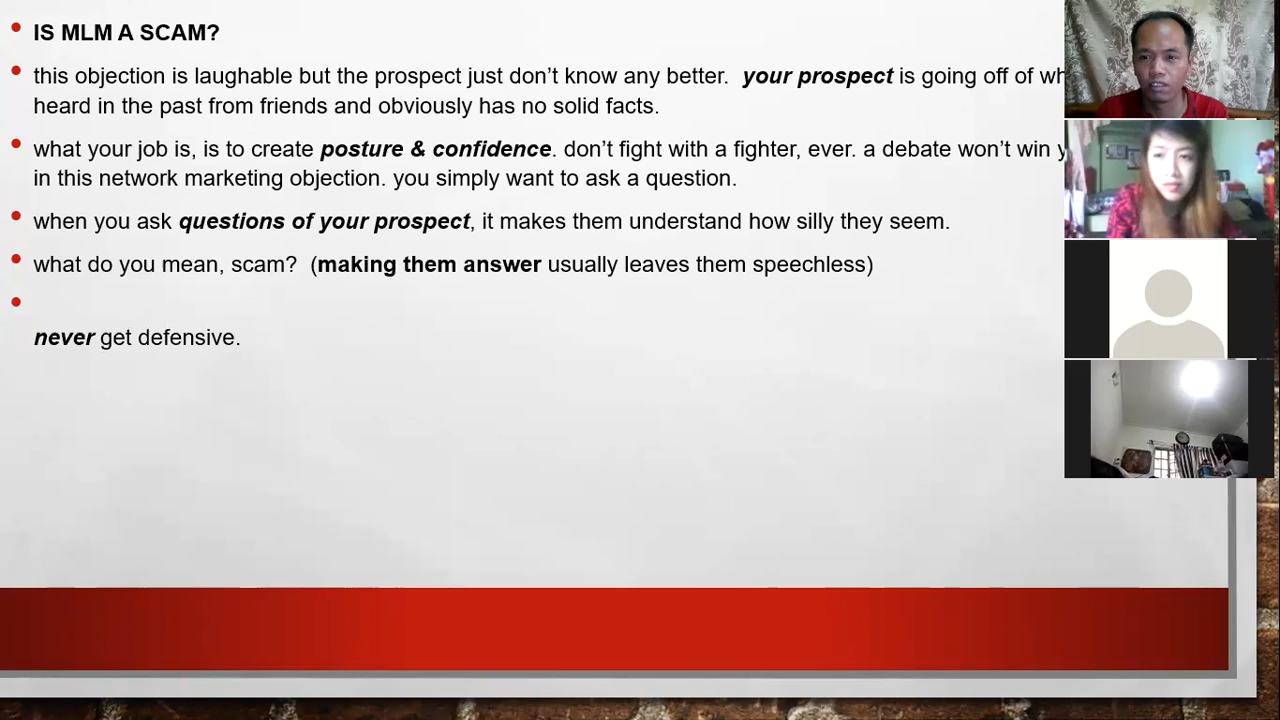 IS MLM A SCAM?
this objection is laughable but the prospect just don’t know any better. your prospect is going off of
heard in the past from friends and obviously has no solid facts.
what your job is, is to create posture & confidence. don’t fight with a fighter, ever. a debate won’t win
in this network marketing objection. you simply want to ask a question.
when you ask questions of your prospect, it makes them understand how silly they seem.
what do you mean, scam? (making them answer usually leaves them speechless)
never get defensive.